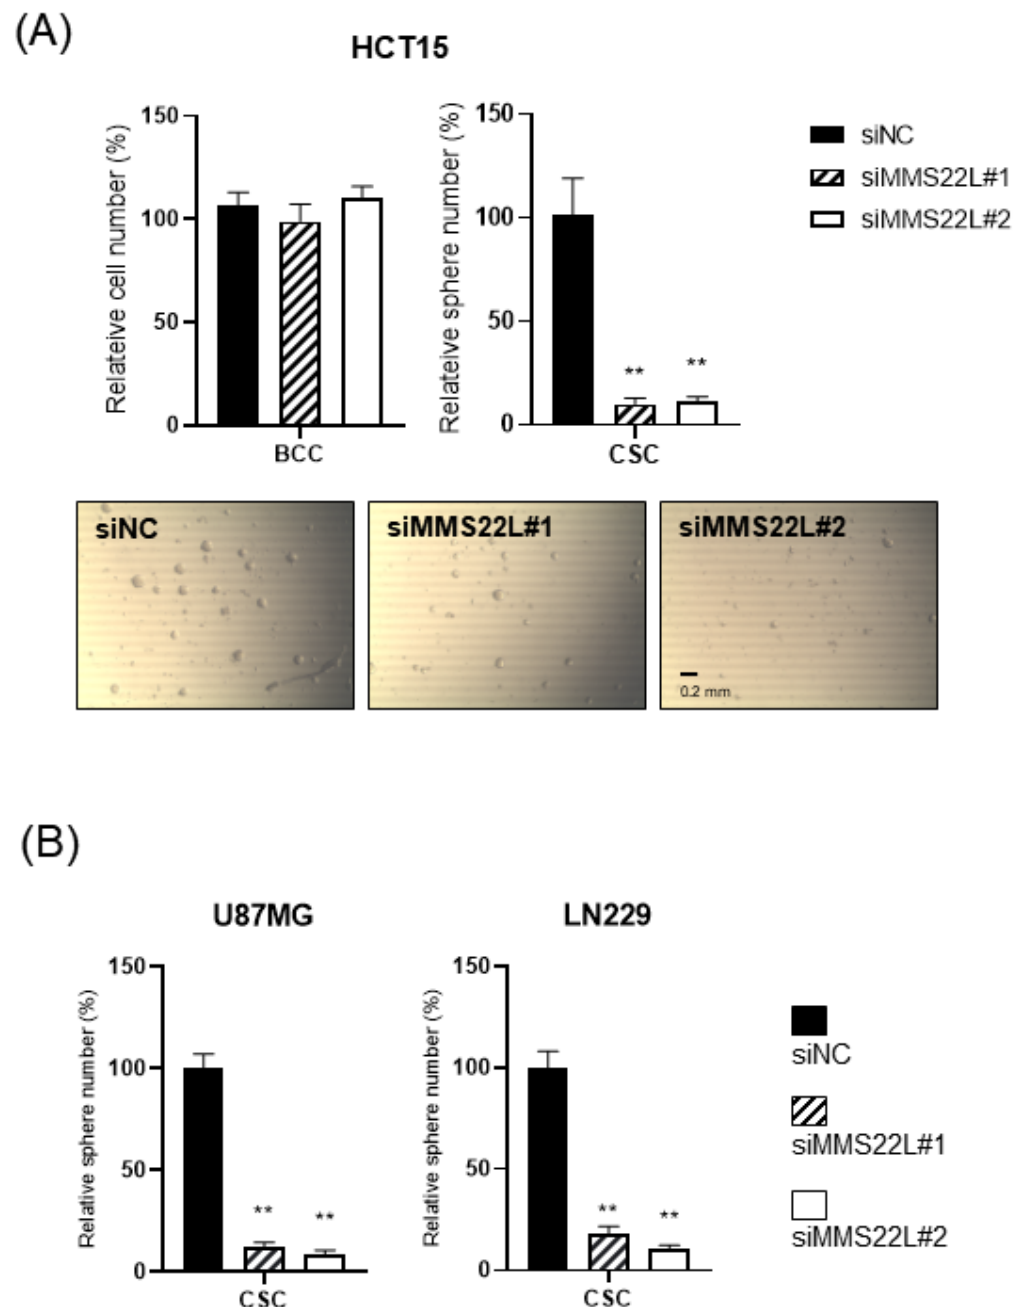 (A)
HCT15
Relateive cell number (%)
150
100
50
0
BCC
Relateive sphere number (%)
150
100
50
0
** **
CSC
siNC
siMMS22L#1
siMMS22L#2
siNC
siMMS22L#1
siMMS22L#2
0.2 mm
(B)
U87MG
Relative sphere number (%)
150
100
50
0
** **
CSC
LN229
Relative sphere number (%)
150
100
50
0
** **
CSC
siNC
siMMS22L#1
siMMS22L#2